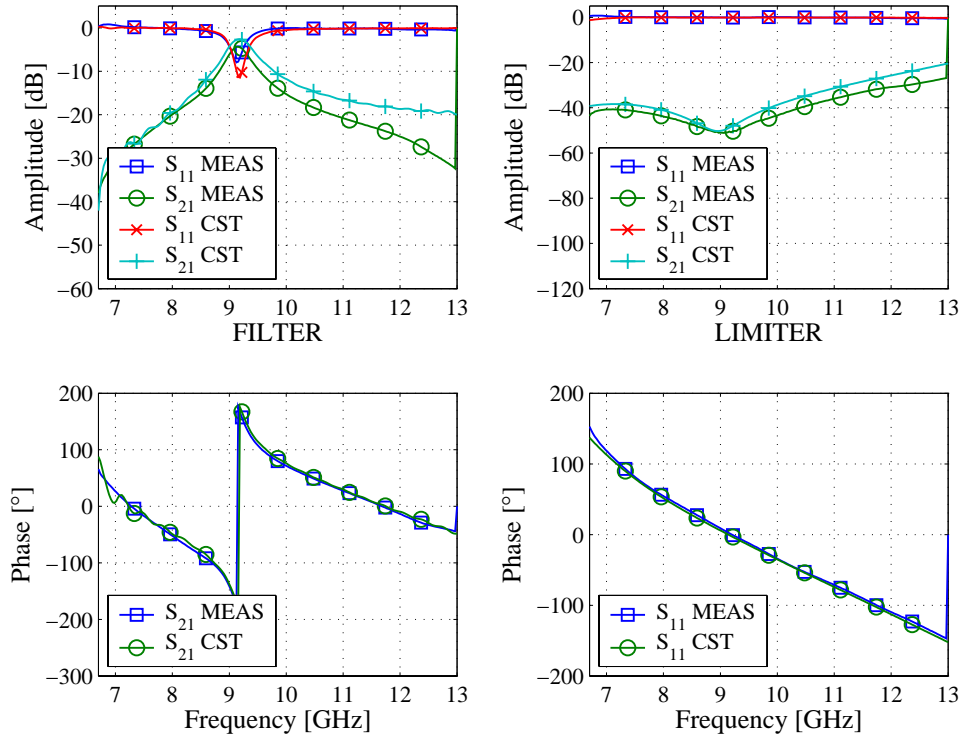 Amplitude [dB]
0
−10
−20
−30
−40
−50
−60
7 8 9 10 11 12 13
FILTER
S11 MEAS
S21 MEAS
S11 CST
S21 CST
Amplitude [dB]
0
−20
−40
−60
−80
−100
−120
7 8 9 10 11 12 13
LIMITER
S11 MEAS
S21 MEAS
S11 CST
S21 CST
Phase [°]
200
100
0
−100
−200
−300
7 8 9 10 11 12 13
Frequency [GHz]
S21 MEAS
S21 CST
Phase [°]
200
100
0
−100
−200
7 8 9 10 11 12 13
Frequency [GHz]
S11 MEAS
S11 CST